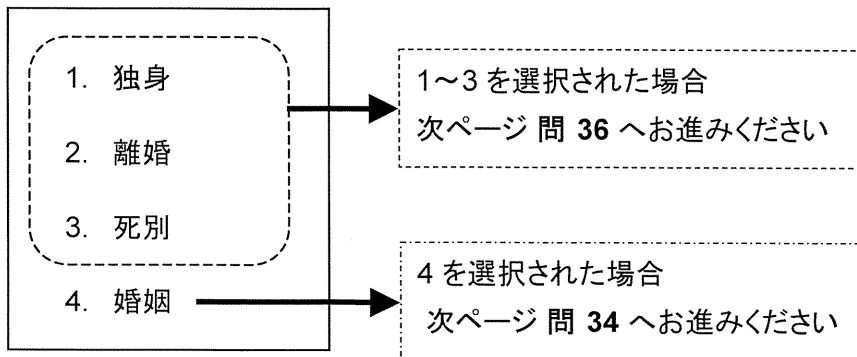 1. 独身
2. 離婚
3. 死別
4. 婚姻
1～3 を選択された場合
次ページ 問 36 へお進みください
4 を選択された場合
次ページ 問 34 へお進みください